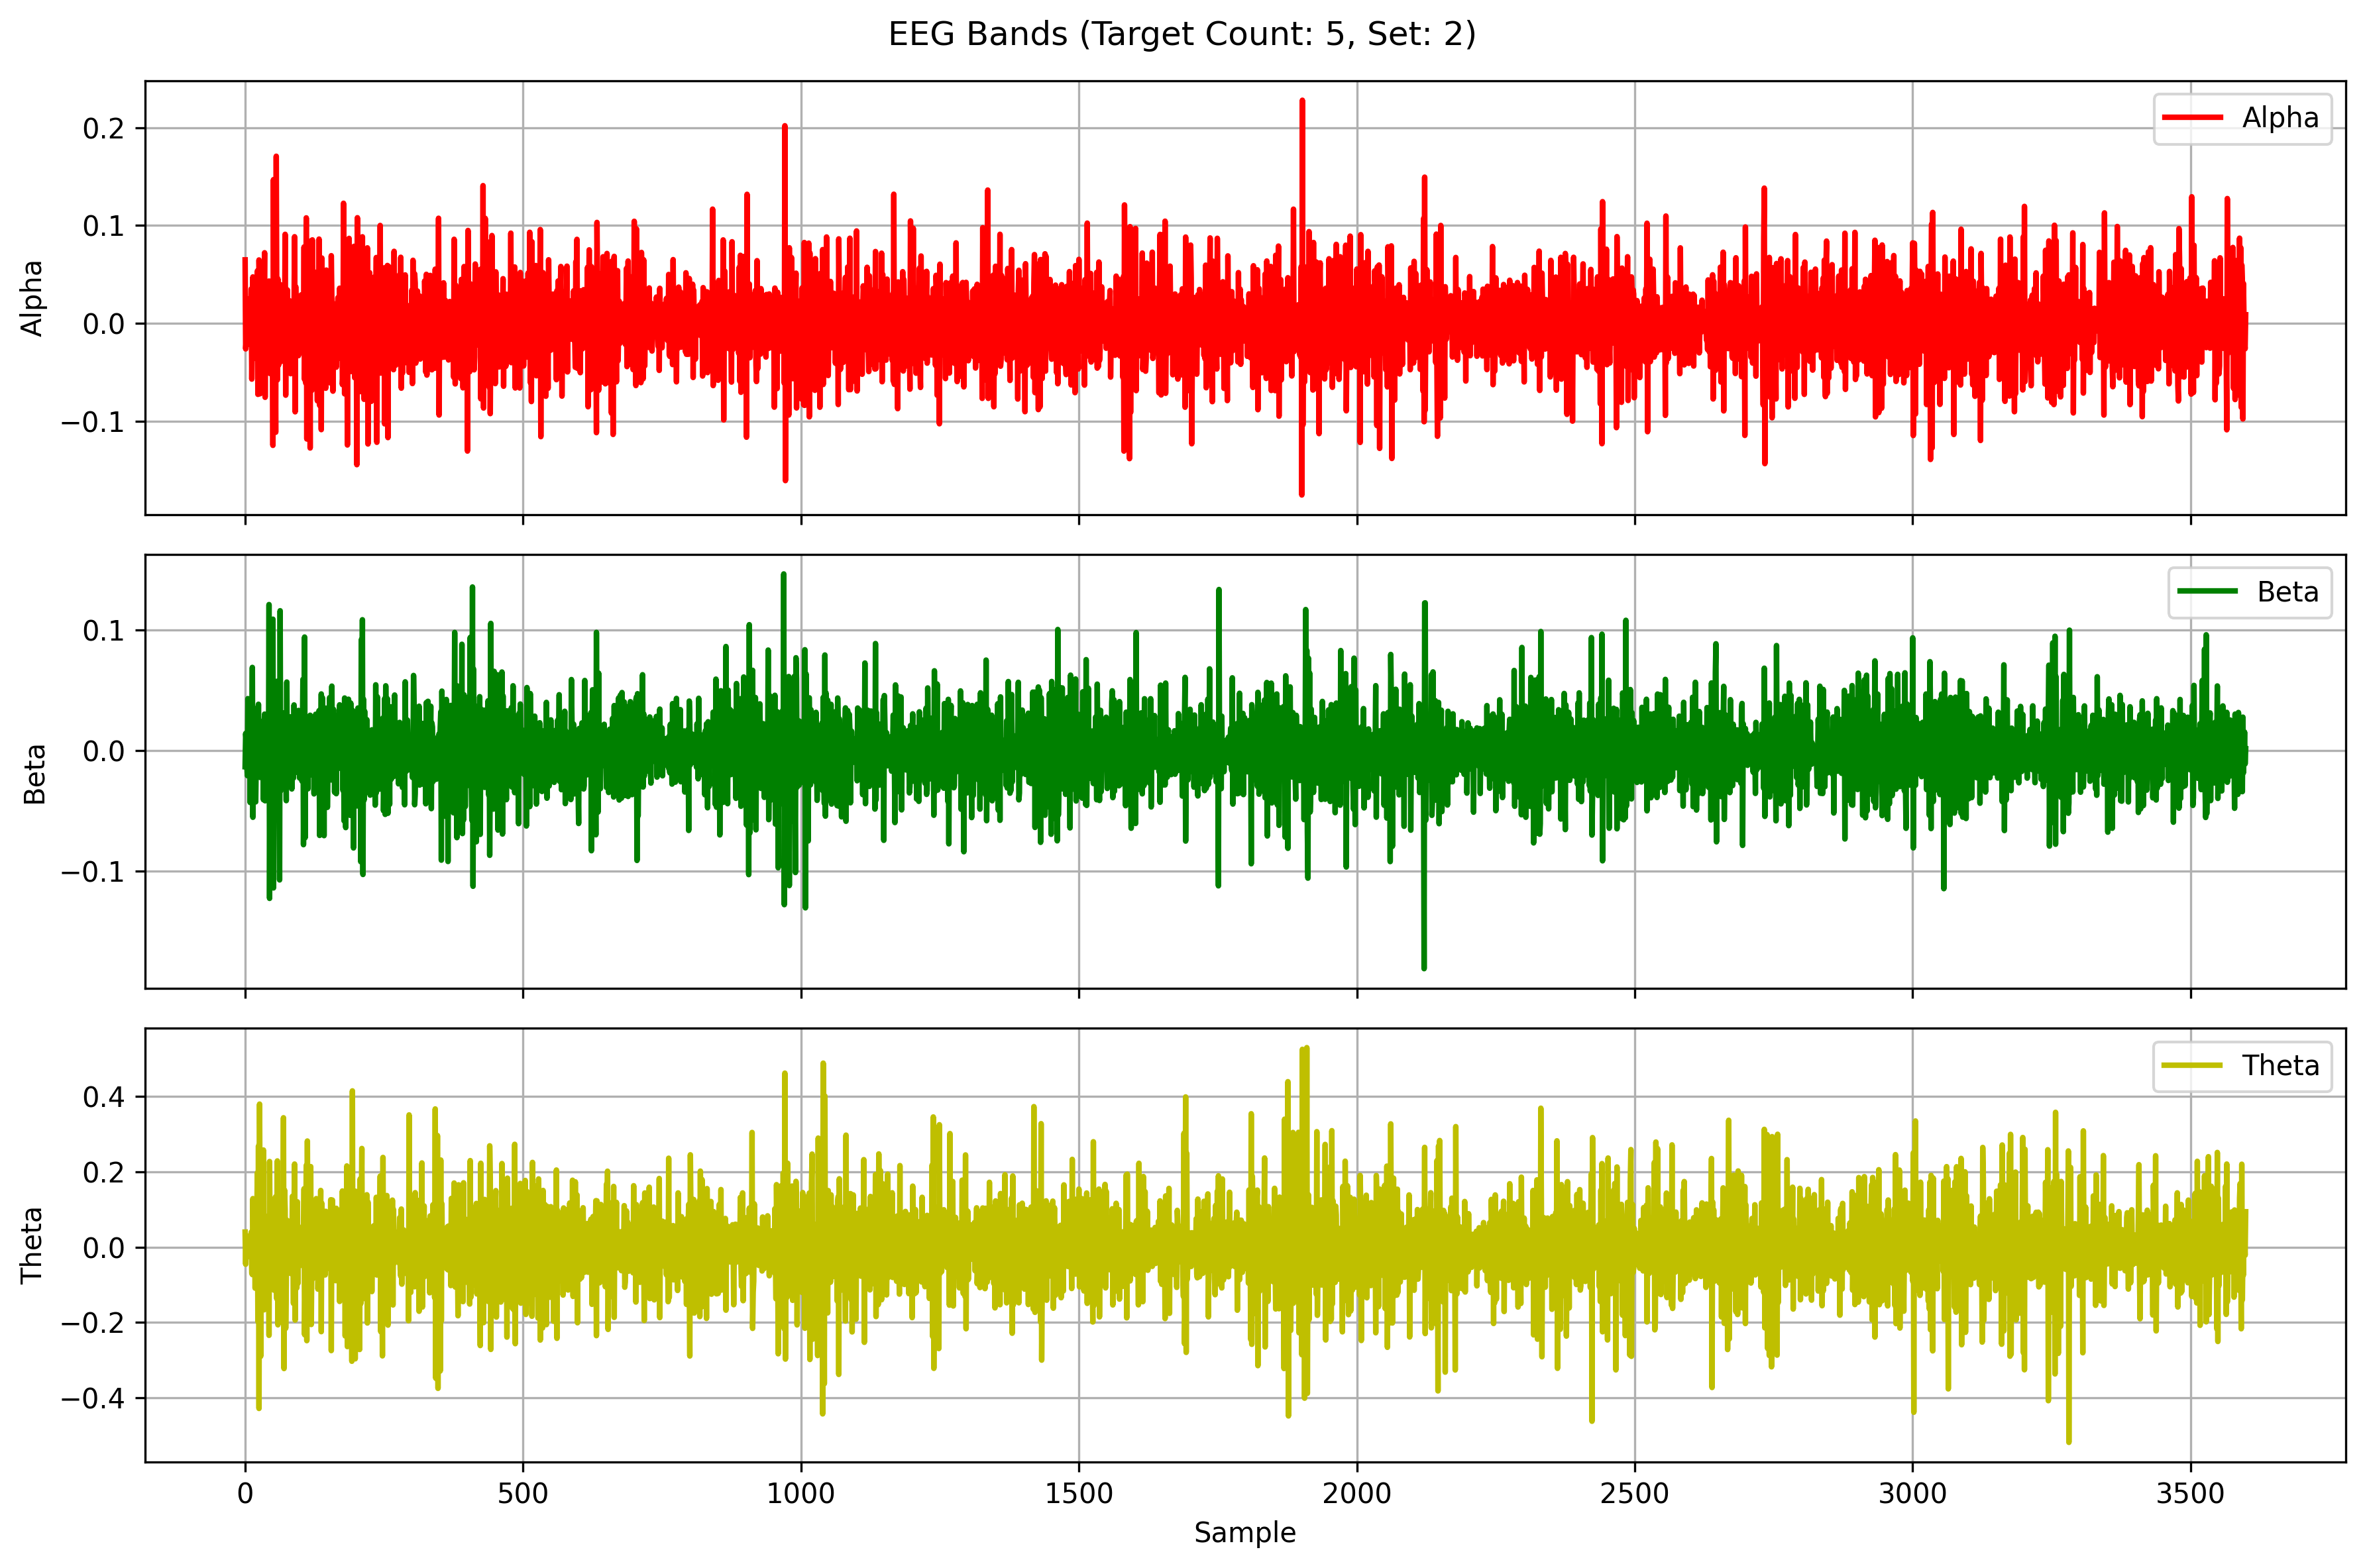 EEG Bands (Target Count: 5, Set: 2)
Alpha
0.2
0.1
0.0
−0.1
Alpha
Beta
0.1
0.0
−0.1
Beta
Theta
0.4
0.2
0.0
−0.2
−0.4
Theta
0 500 1000 1500 2000 2500 3000 3500
Sample